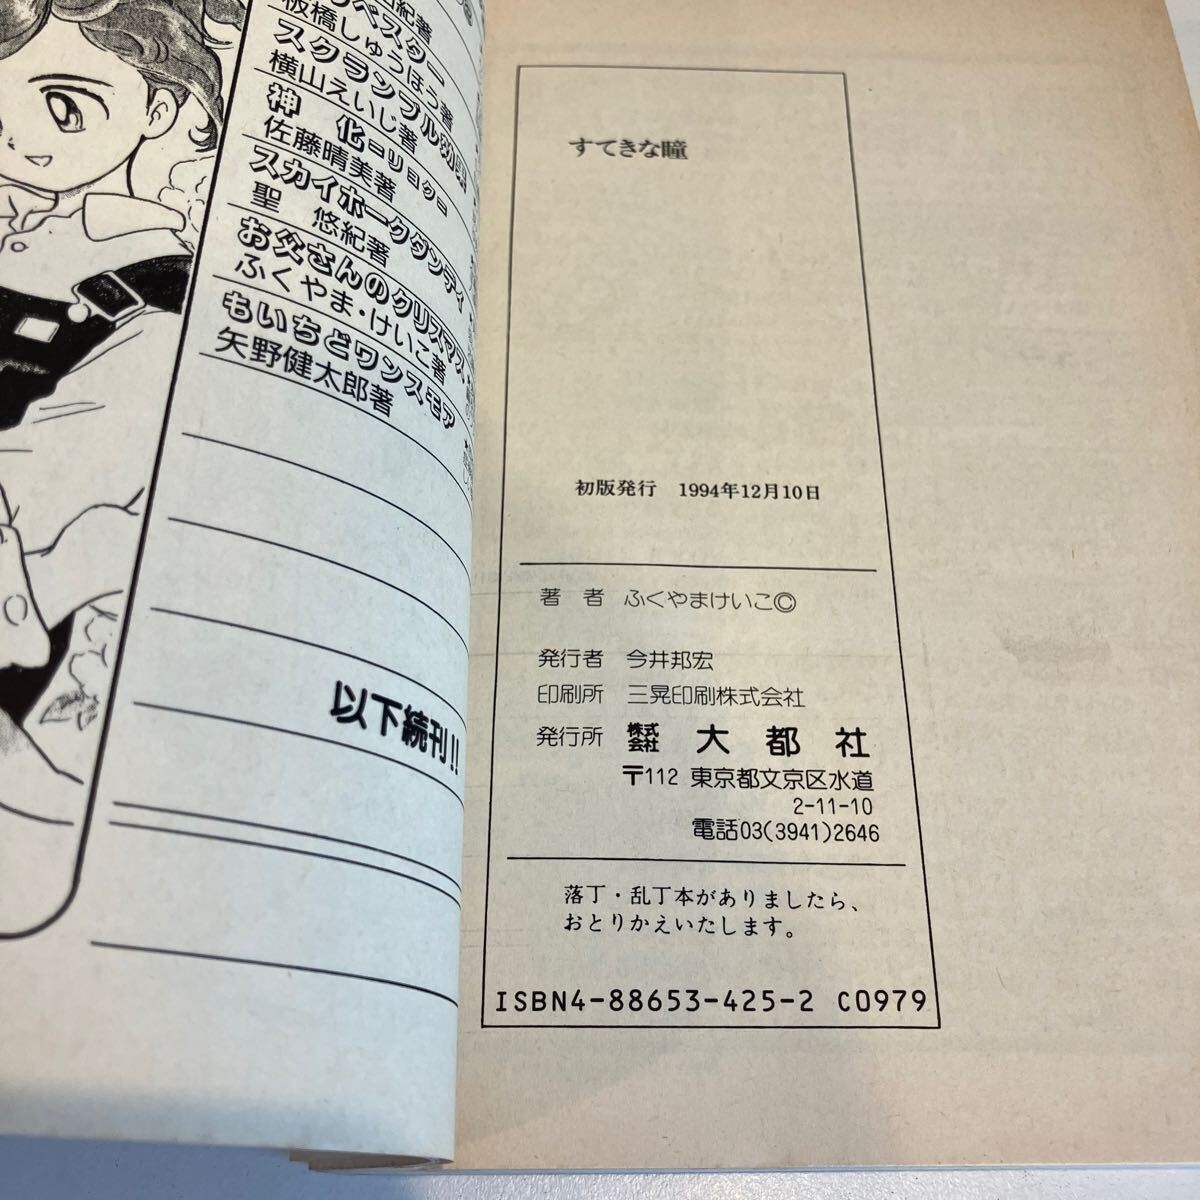 板橋しゅうほう著
スクランブル効果
横山えいじ著
神化=リョクコ
佐藤晴美著
スカイホークダンディ
聖　悠紀著
お父さんのクリスマス
ふくやま・けいこ著
もいちどワンスモア
矢野健太郎著
以下続刊!!
すてきな瞳
初版発行　1994年12月10日
著　者　ふくやまけいこ©
発行者　今井邦宏
印刷所　三晃印刷株式会社
発行所　株式会社　大都社
〒112　東京都文京区水道
2-11-10
電話03(3941)2646
落丁・乱丁本がありましたら、
おとりかえいたします。
ISBN4-88653-425-2 C0979